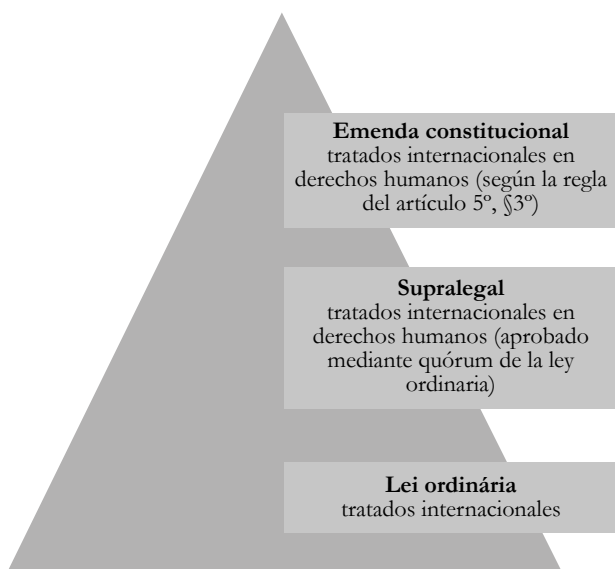 Emenda constitucional
tratados internacionales en
derechos humanos (según la regla
del artículo 5º, §3º)
Supralegal
tratados internacionales en
derechos humanos (aprobado
mediante quórum de la ley
ordinaria)
Lei ordinária
tratados internacionales